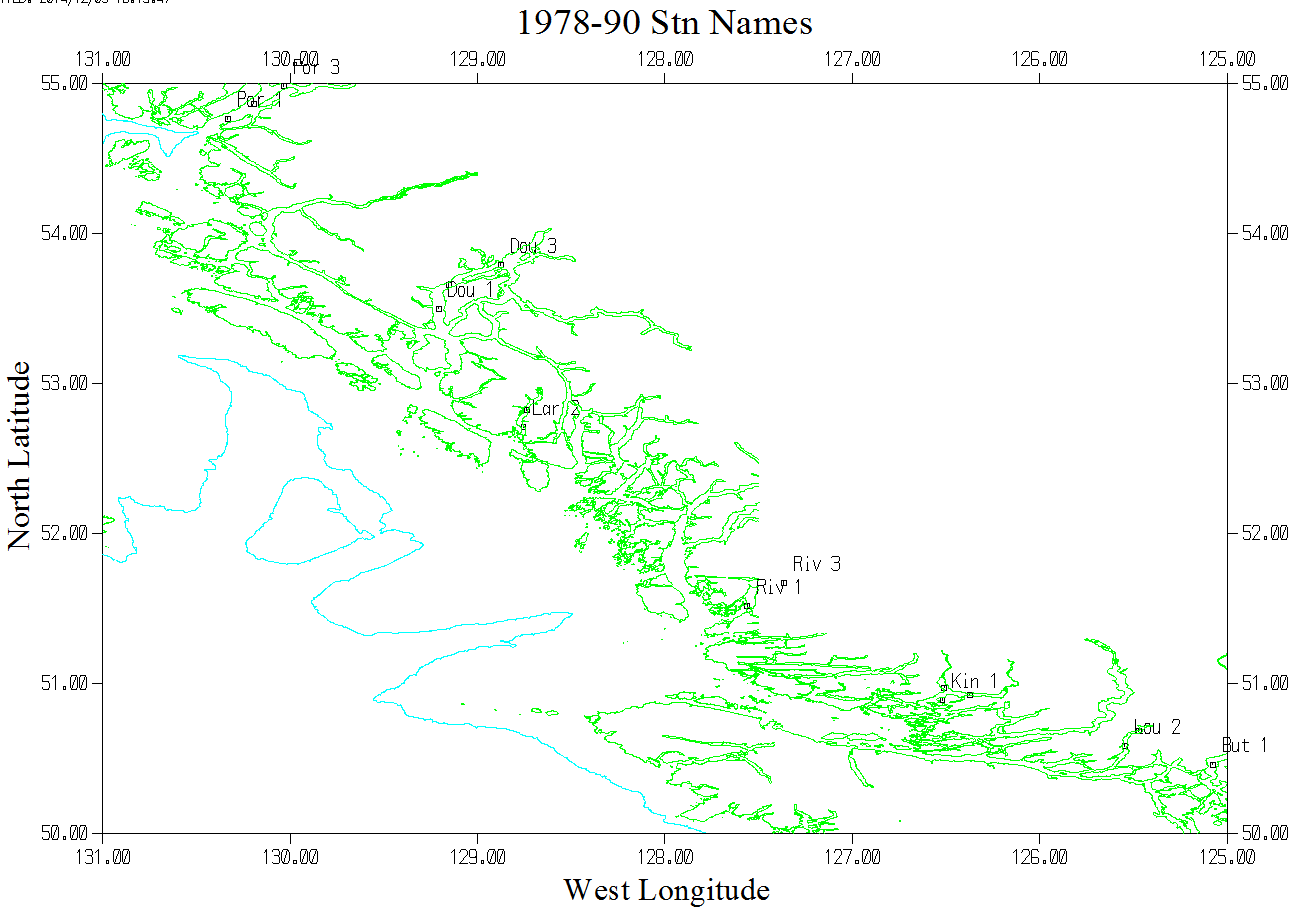 1978-90 Stn Names
131.00 130.00 129.00 128.00 127.00 126.00 125.00
55.00 55.00
Por 3
Por 1
54.00 54.00
Dou 3
Dou 1
53.00 53.00
Lar 2
North Latitude
52.00 52.00
Riv 3
Riv 1
51.00 51.00
Kin 1
Lou 2
But 1
50.00 50.00
131.00 130.00 129.00 128.00 127.00 126.00 125.00
West Longitude